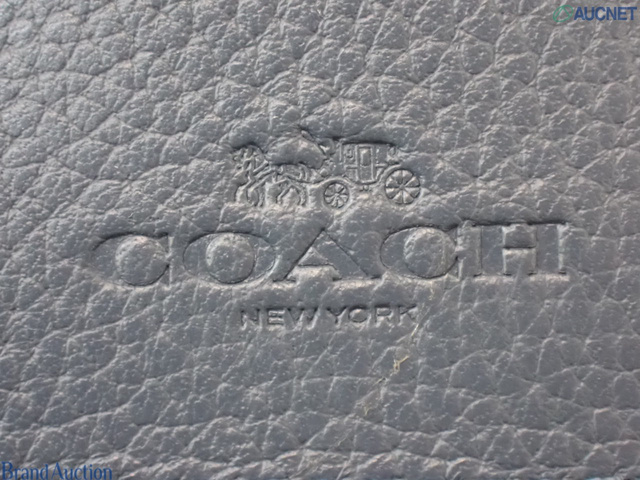 AUCNET
COACH
NEW YORK
Brand Auction